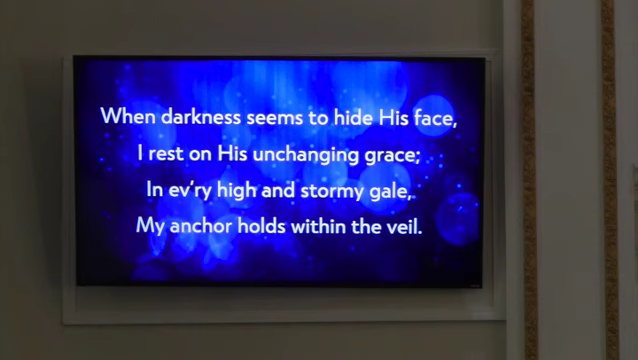 When darkness seems to hide His face,
I rest on His unchanging grace;
In ev'ry high and stormy gale,
My anchor holds within the veil.